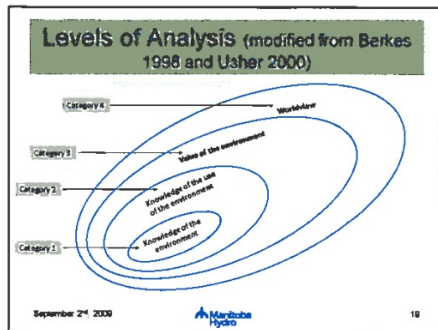 Levels of Analysis (modified from Berkes
1998 and Usher 2000)
Category 4
Worldview
Category 3
Value of the environment
Category 2
Knowledge of the use
of the environment
Category 1
Knowledge of the
environment
September 2nd, 2009
Manitoba
Hydro
19